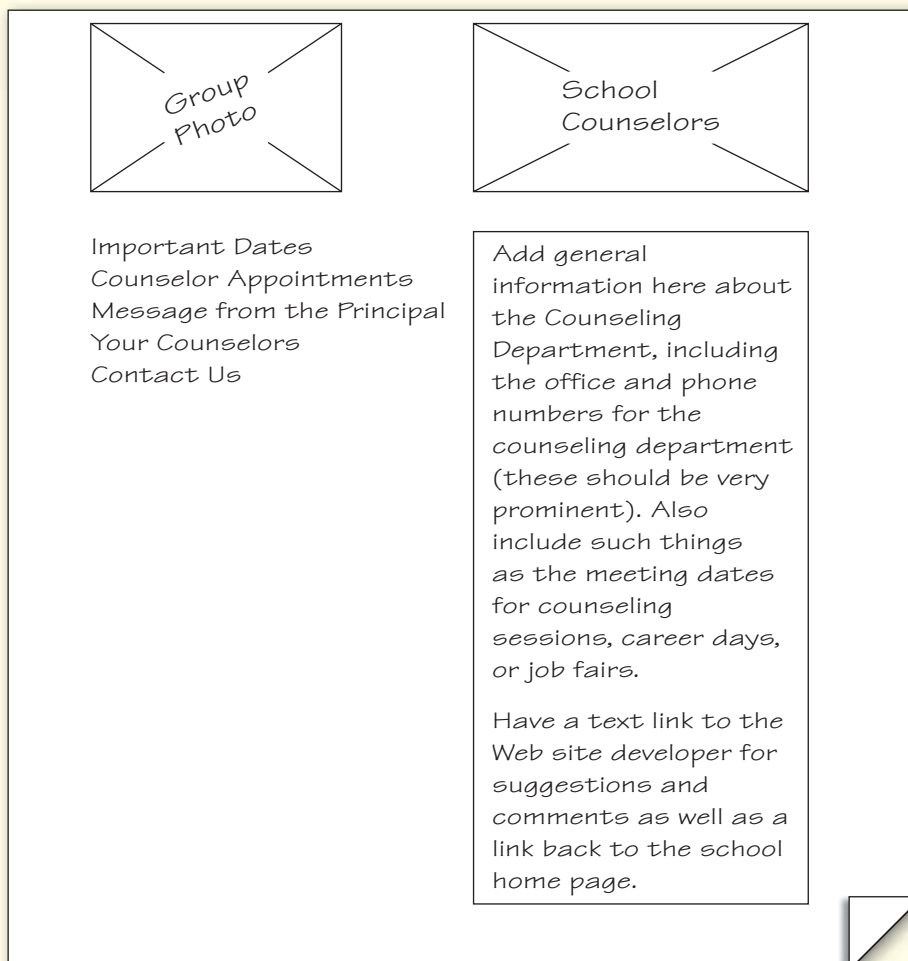 Group
Photo
School
Counselors
Important Dates
Counselor Appointments
Message from the Principal
Your Counselors
Contact Us
Add general
information here about
the Counseling
Department, including
the office and phone
numbers for the
counseling department
(these should be very
prominent). Also
include such things
as the meeting dates
for counseling
sessions, career days,
or job fairs.
Have a text link to the
Web site developer for
suggestions and
comments as well as a
link back to the school
home page.